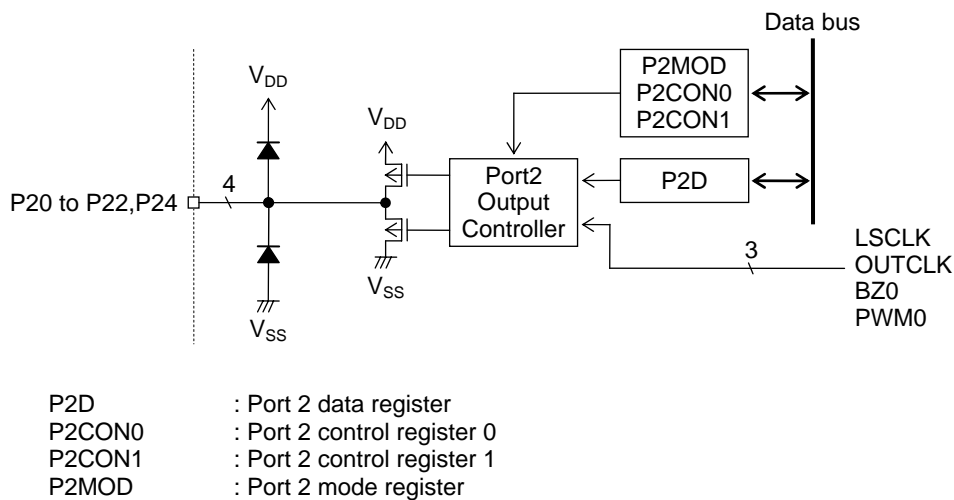 Data bus
P2MOD
P2CON0
P2CON1
VDD
VDD
P20 to P22,P24
4
Port2
Output
Controller
P2D
VSS
VSS
3
LSCLK
OUTCLK
BZ0
PWM0
P2D : Port 2 data register
P2CON0 : Port 2 control register 0
P2CON1 : Port 2 control register 1
P2MOD : Port 2 mode register